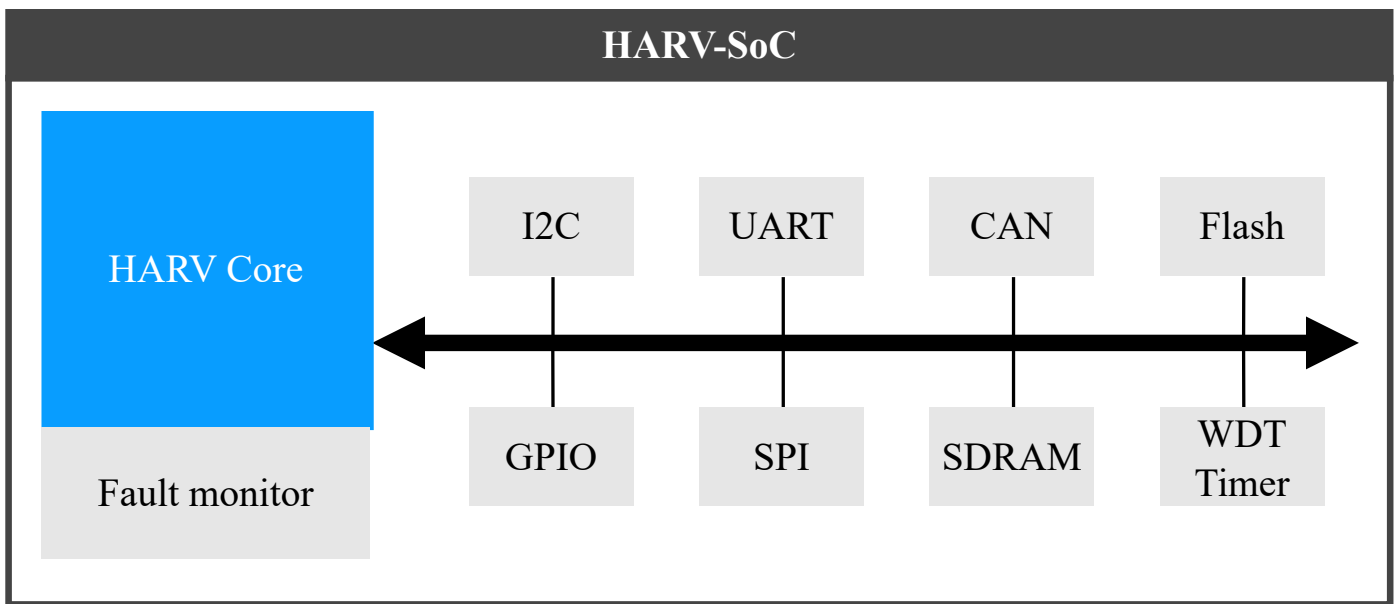 HARV-SoC
HARV Core
Fault monitor
I2C
UART
CAN
Flash
GPIO
SPI
SDRAM
WDT
Timer